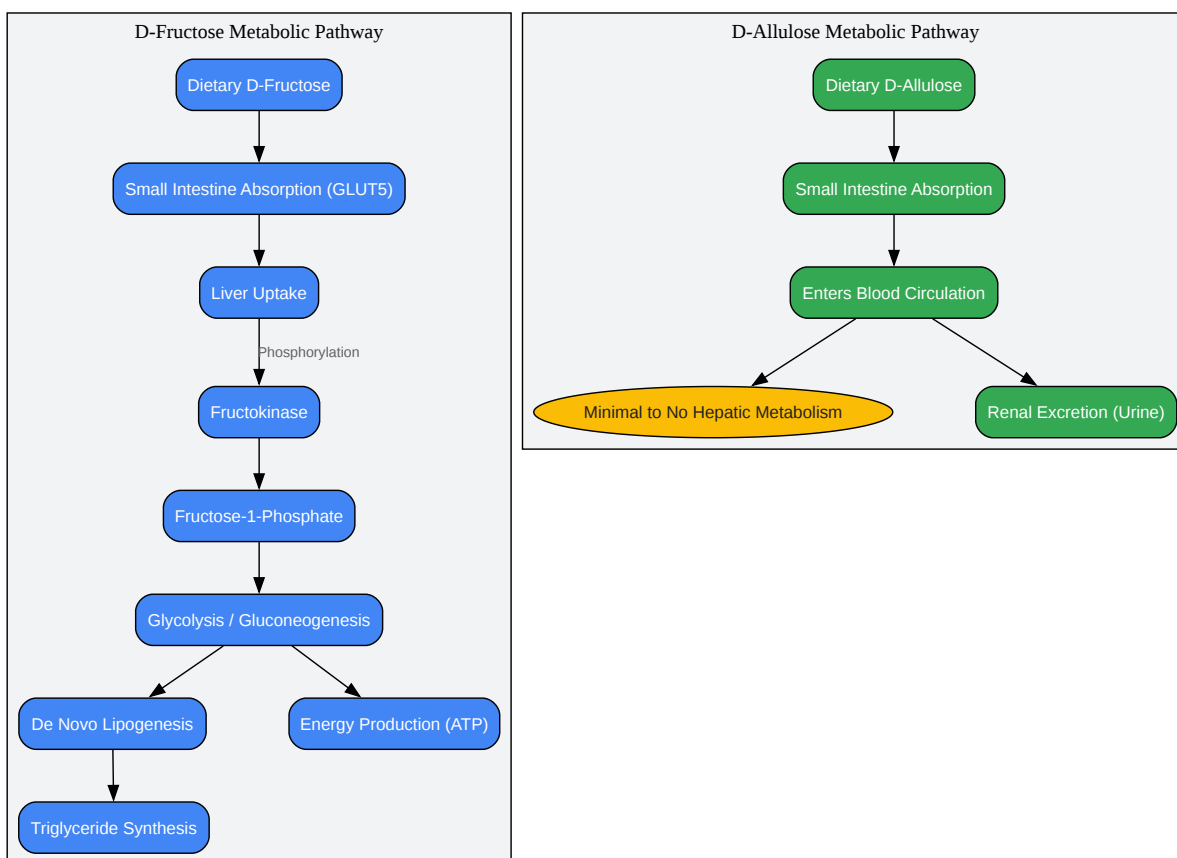 D-Fructose Metabolic Pathway
Dietary D-Fructose
Small Intestine Absorption (GLUT5)
Liver Uptake
Phosphorylation
Fructokinase
Fructose-1-Phosphate
Glycolysis / Gluconeogenesis
De Novo Lipogenesis
Energy Production (ATP)
Triglyceride Synthesis
D-Allulose Metabolic Pathway
Dietary D-Allulose
Small Intestine Absorption
Enters Blood Circulation
Minimal to No Hepatic Metabolism
Renal Excretion (Urine)